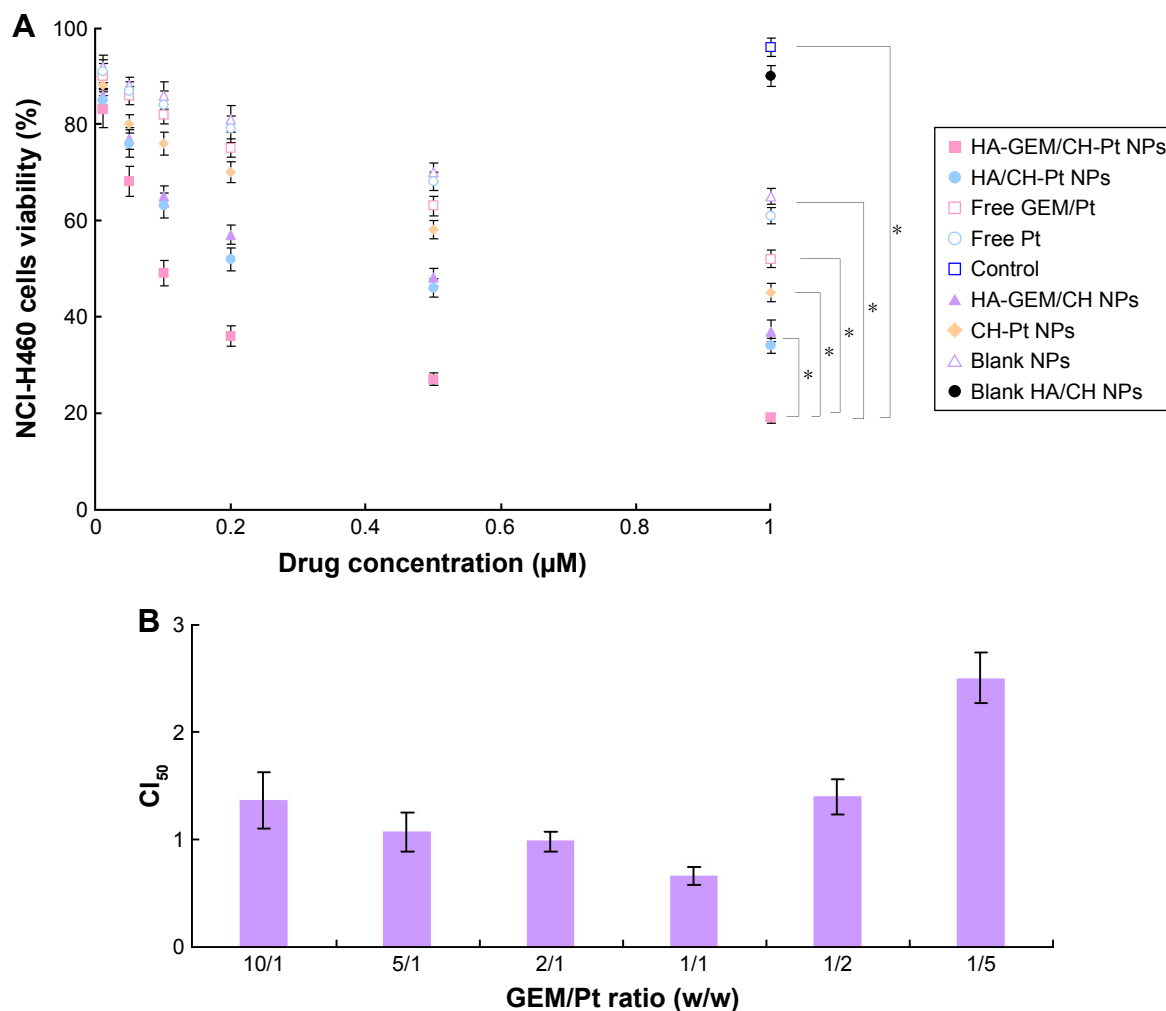 A
NCI-H460 cells viability (%)
100
80
60
40
20
0
0
0.2
0.4
0.6
0.8
1
Drug concentration (µM)
*
*
*
*
*
HA-GEM/CH-Pt NPs
HA/CH-Pt NPs
Free GEM/Pt
Free Pt
Control
HA-GEM/CH NPs
CH-Pt NPs
Blank NPs
Blank HA/CH NPs
B
CI50
3
2
1
0
10/1
5/1
2/1
1/1
1/2
1/5
GEM/Pt ratio (w/w)